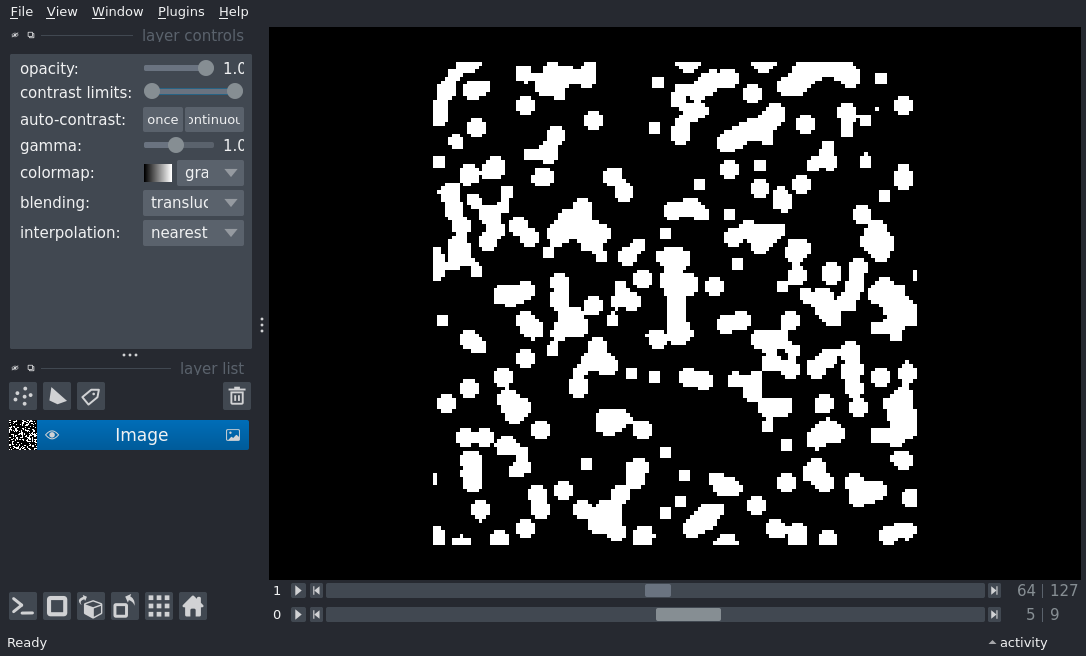 File View Window Plugins Help
layer controls
opacity: 1.0
contrast limits:
auto-contrast: once ontinuou
gamma: 1.0
colormap: gra
blending: transluc
interpolation: nearest
layer list
Image
1 64 | 127
0 5 | 9
Ready activity